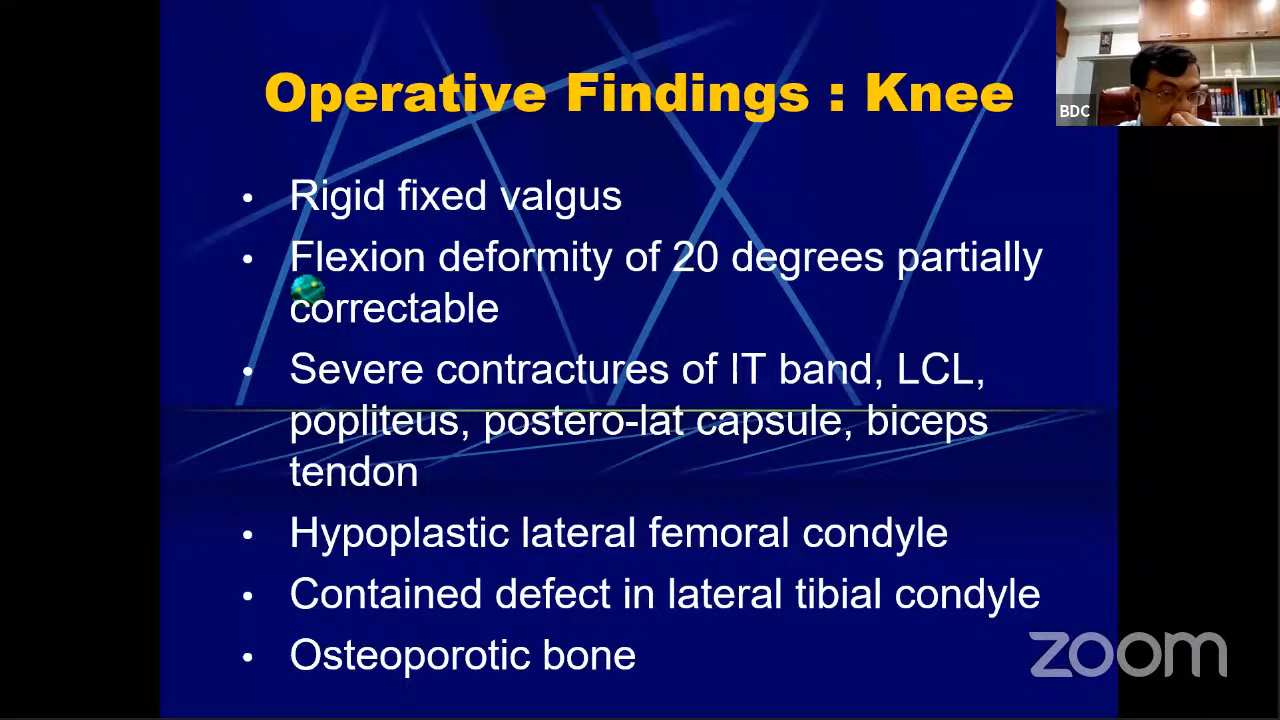 Operative Findings : Knee
BDC
• Rigid fixed valgus
• Flexion deformity of 20 degrees partially
correctable
• Severe contractures of IT band, LCL,
popliteus, postero-lat capsule, biceps
tendon
• Hypoplastic lateral femoral condyle
• Contained defect in lateral tibial condyle
• Osteoporotic bone
zoom